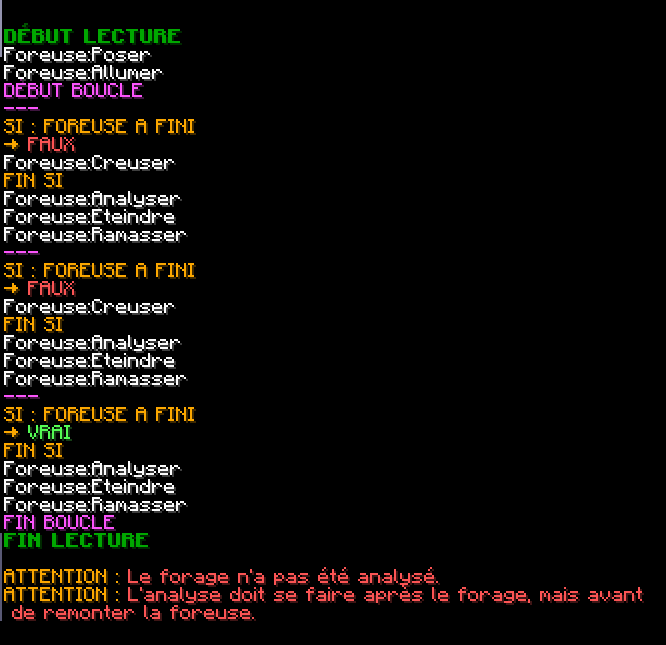 DÉBUT LECTURE
Foreuse:Poser
Foreuse:Allumer
DEBUT BOUCLE
---
SI : FOREUSE A FINI
→ FAUX
Foreuse:Creuser
FIN SI
Foreuse:Analyser
Foreuse:Eteindre
Foreuse:Ramasser
---
SI : FOREUSE A FINI
→ FAUX
Foreuse:Creuser
FIN SI
Foreuse:Analyser
Foreuse:Eteindre
Foreuse:Ramasser
---
SI : FOREUSE A FINI
→ VRAI
FIN SI
Foreuse:Analyser
Foreuse:Eteindre
Foreuse:Ramasser
FIN BOUCLE
FIN LECTURE
ATTENTION : Le forage n'a pas été analysé.
ATTENTION : L'analyse doit se faire après le forage, mais avant
de remonter la foreuse.